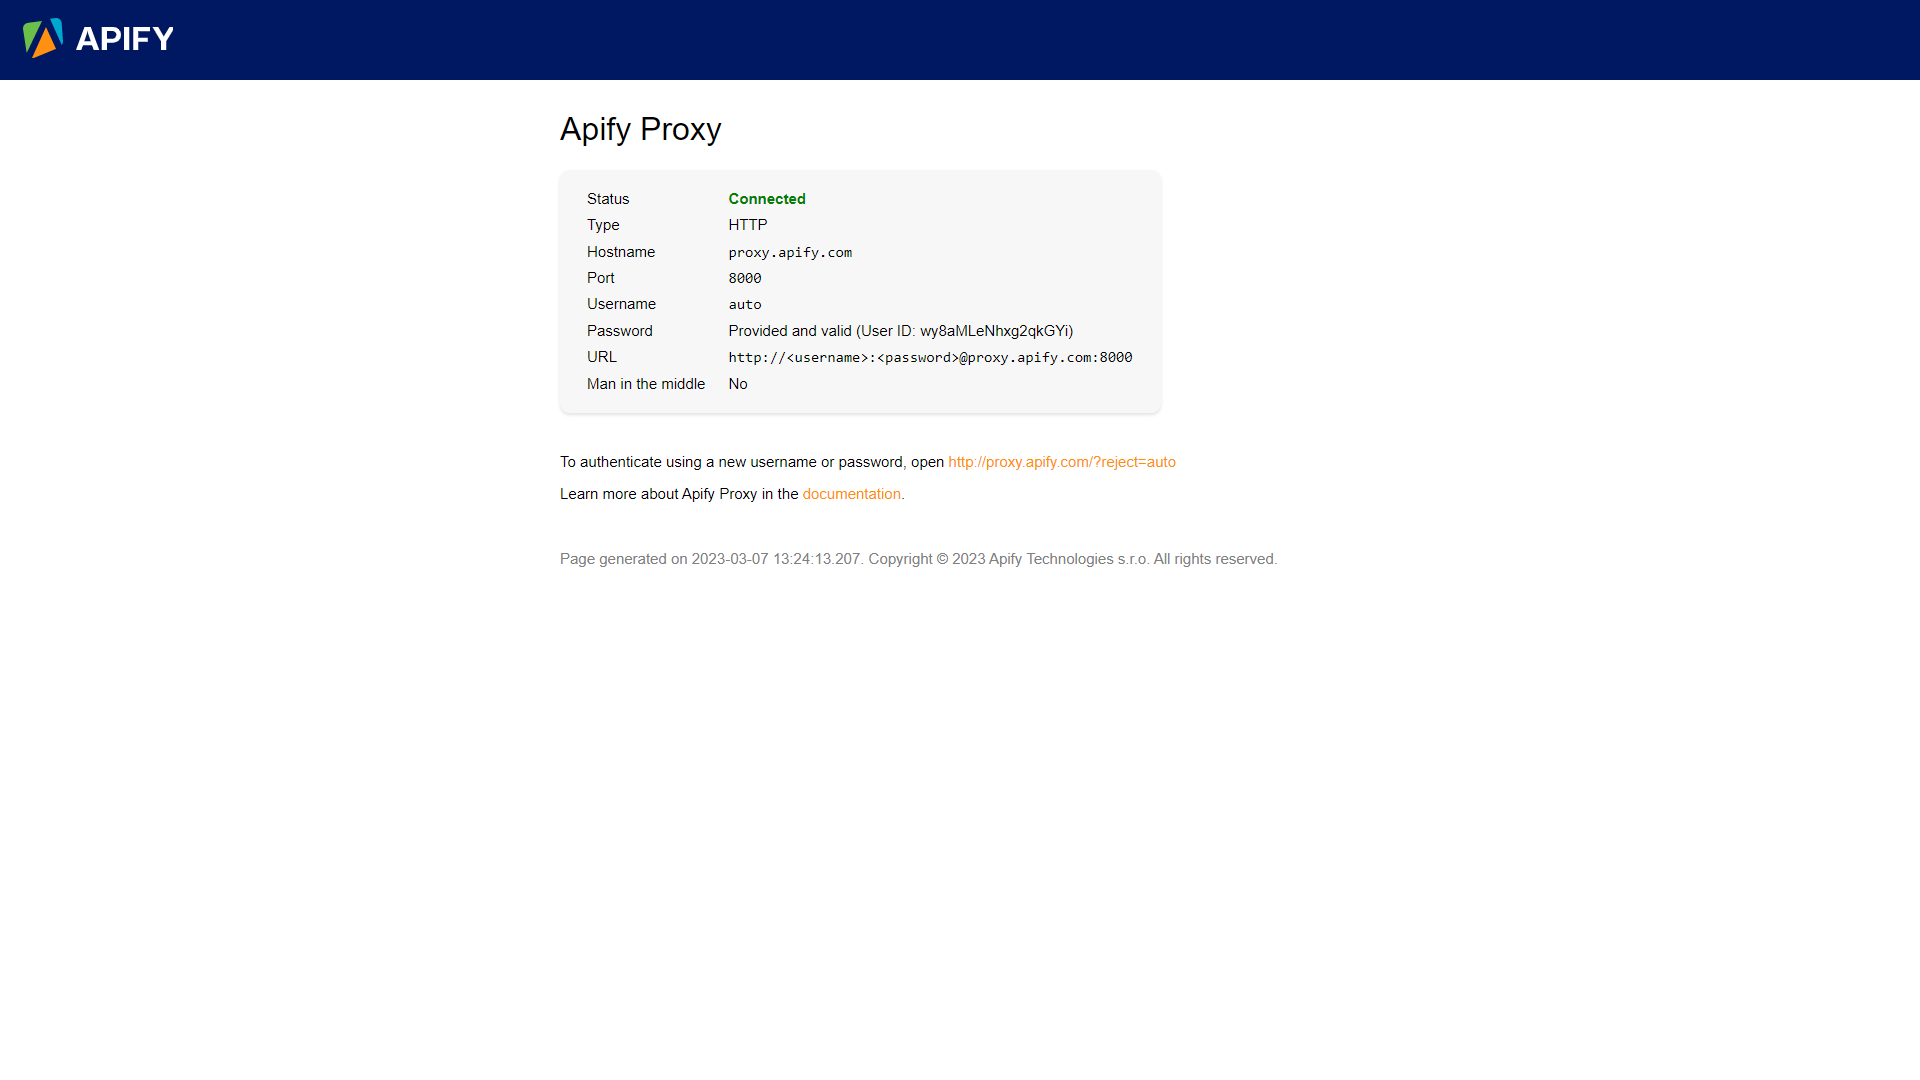 APIFY
Apify Proxy
Status Connected
Type HTTP
Hostname proxy.apify.com
Port 8000
Username auto
Password Provided and valid (User ID: wy8aMLeNhxg2qkGYi)
URL http://<username>:<password>@proxy.apify.com:8000
Man in the middle No
To authenticate using a new username or password, open http://proxy.apify.com/?reject=auto
Learn more about Apify Proxy in the documentation.
Page generated on 2023-03-07 13:24:13.207. Copyright © 2023 Apify Technologies s.r.o. All rights reserved.